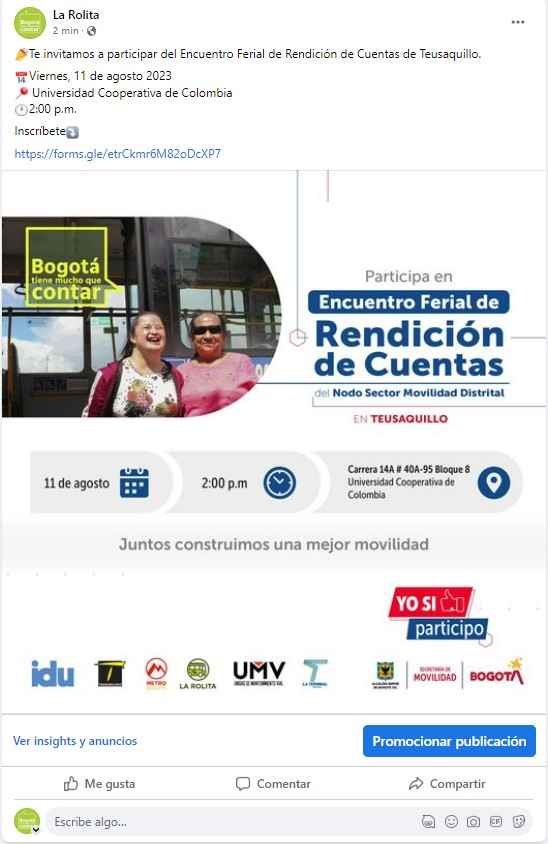 La Rolita
2 min
Te invitamos a participar del Encuentro Ferial de Rendición de Cuentas de Teusaquillo.
Viernes, 11 de agosto 2023
Universidad Cooperativa de Colombia
2:00 p.m.
Inscríbete
https://forms.gle/etrCkmr6M82oDcXP7
Bogotá
tiene mucho que
contar
Participa en
Encuentro Ferial de
Rendición
de Cuentas
del Nodo Sector Movilidad Distrital
EN TEUSAQUILLO
11 de agosto
2:00 p.m
Carrera 14A # 40A-95 Bloque 8
Universidad Cooperativa de
Colombia
Juntos construimos una mejor movilidad
YO SI
participo
idu
METRO
LA ROLITA
UMV
UNIDAD DE MANTENIMIENTO VIAL
LA TERMINAL
ALCALDÍA MAYOR
DE BOGOTÁ D.C.
SECRETARÍA DE
MOVILIDAD
BOGOTÁ
Ver insights y anuncios
Promocionar publicación
Me gusta
Comentar
Compartir
Escribe algo...